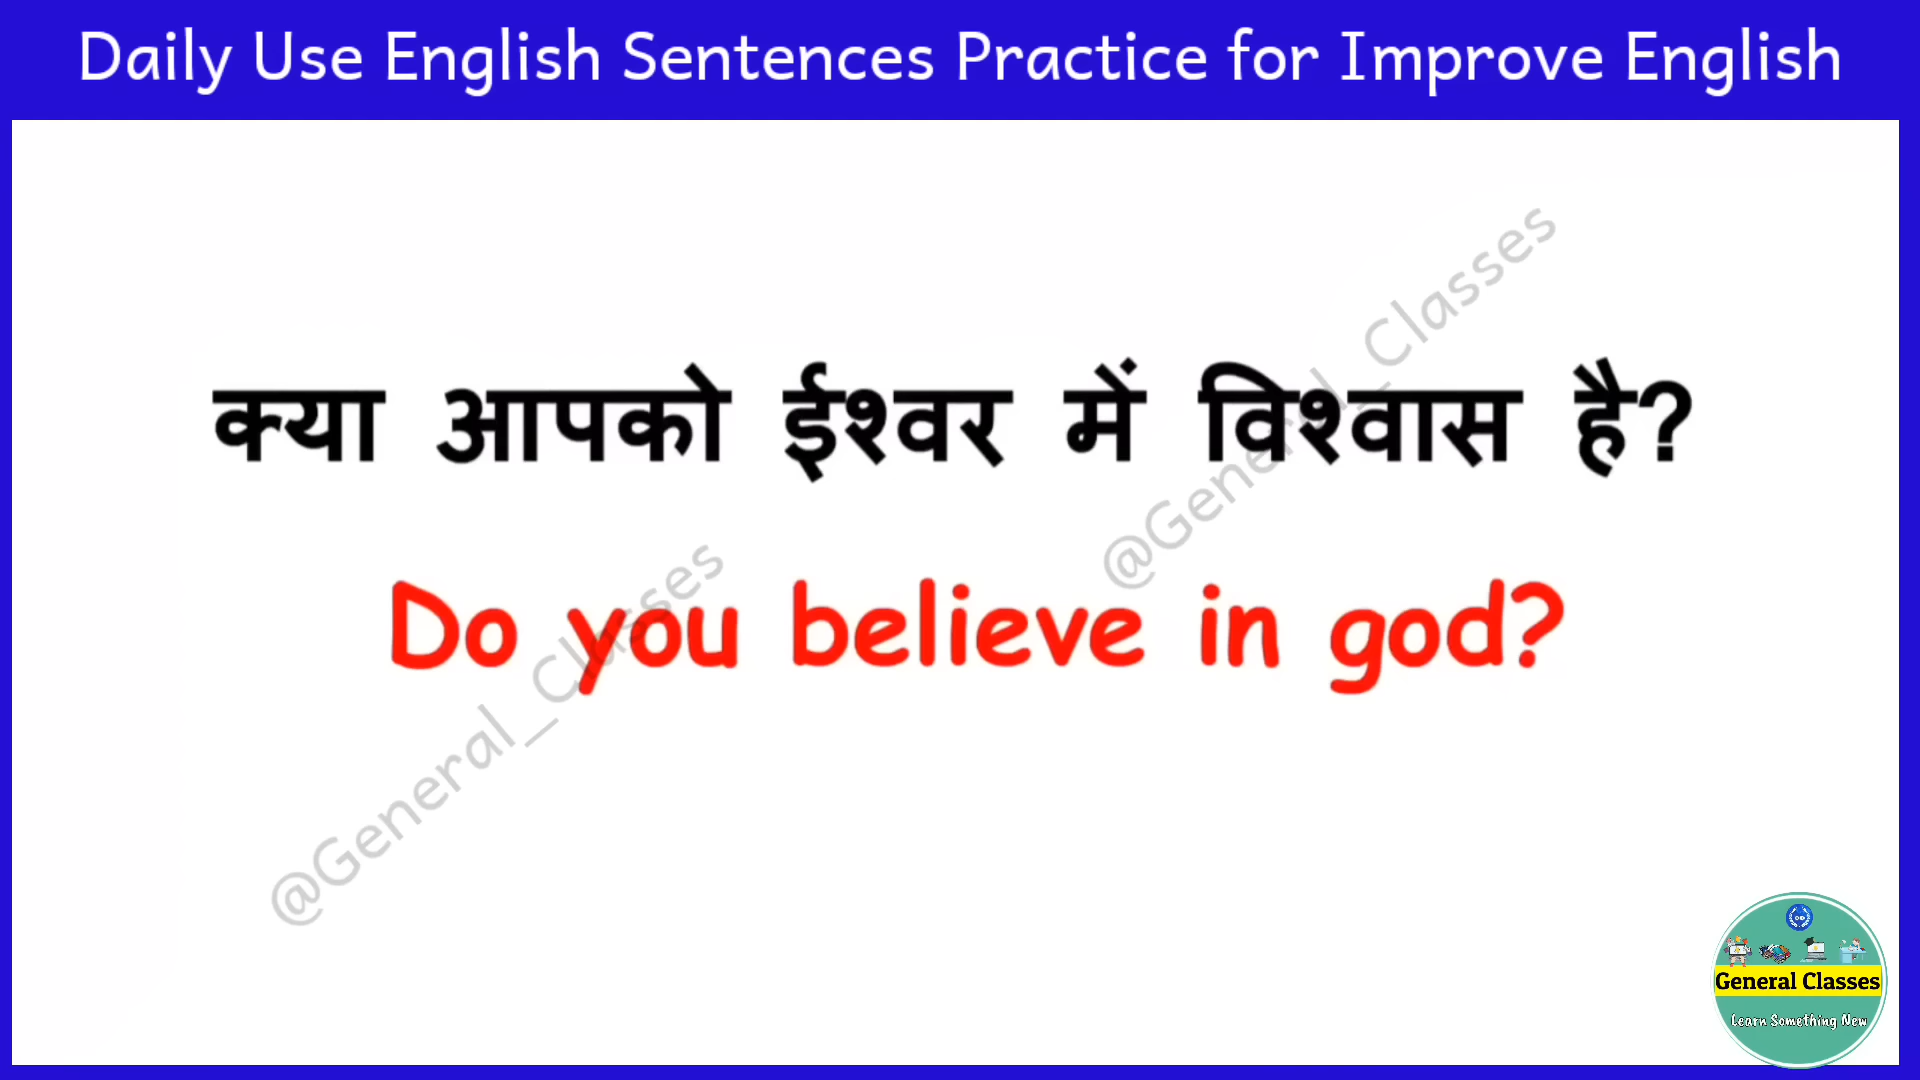 Daily Use English Sentences Practice for Improve English
क्या आपको ईश्वर में विश्वास है?
Do you believe in god?
@General_Classes
@General_Classes
General Classes
Learn Something New